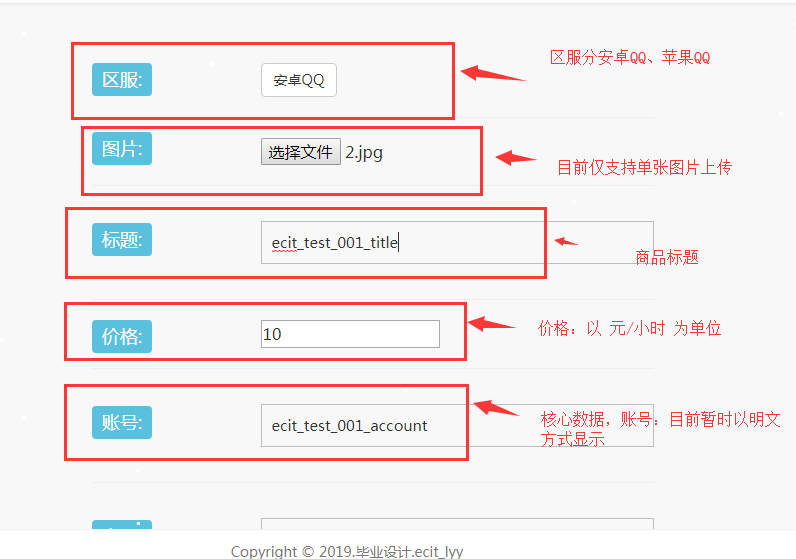 区服:
安卓QQ
区服分安卓QQ、苹果QQ
图片:
选择文件 2.jpg
目前仅支持单张图片上传
标题:
ecit_test_001_title
商品标题
价格:
10
价格：以 元/小时 为单位
账号:
ecit_test_001_account
核心数据，账号：目前暂时以明文
方式显示
Copyright © 2019.毕业设计.ecit_lyy